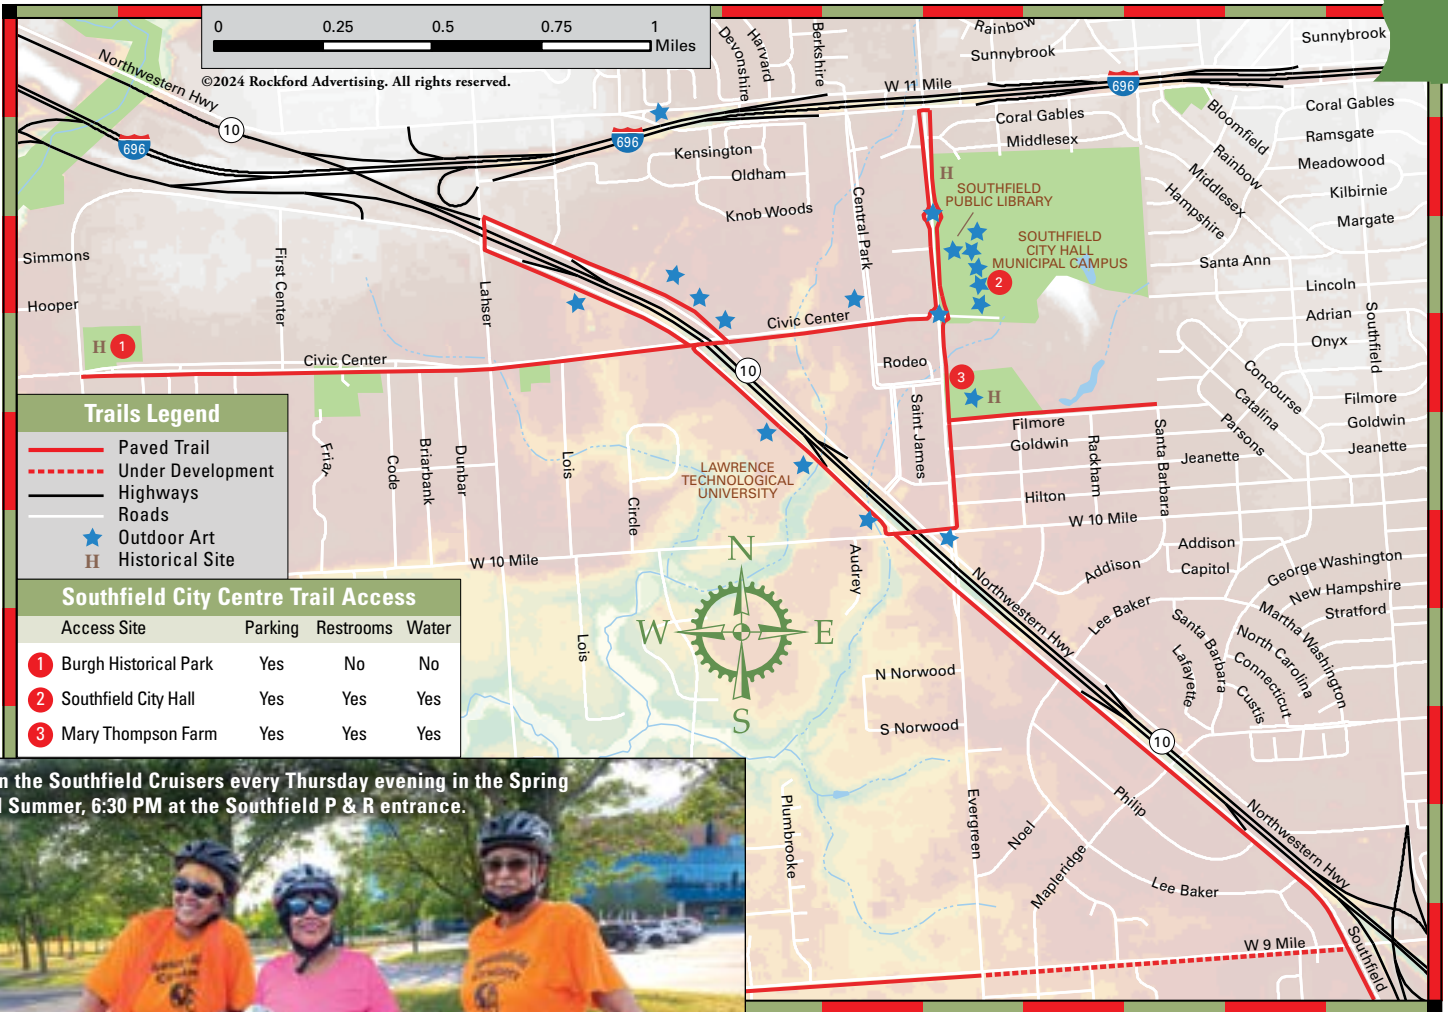 0 0.25 0.5 0.75 1
Miles
©2024 Rockford Advertising. All rights reserved.
Northwestern Hwy
10
696
696
696
Devonshire
Harvard
Berkshire
Rainbow
Sunnybrook
Sunnybrook
W 11 Mile
Coral Gables
Middlesex
Kensington
Oldham
Knob Woods
Central Park
H
SOUTHFIELD
PUBLIC LIBRARY
SOUTHFIELD
CITY HALL
MUNICIPAL CAMPUS
2
Bloomfield
Rainbow
Middlesex
Hampshire
Coral Gables
Ramsgate
Meadowood
Kilbirnie
Margate
Santa Ann
Lincoln
Adrian
Onyx
Southfield
Simmons
Hooper
First Center
Lahser
H 1
Civic Center
Civic Center
Rodeo
10
3
H
Saint James
Filmore
Goldwin
Rackham
Hilton
Santa Barbara
Jeanette
Concourse
Catalina
Parsons
Filmore
Goldwin
Jeanette
W 10 Mile
Trails Legend
Paved Trail
Under Development
Highways
Roads
Outdoor Art
H Historical Site
Friar
Code
Briarbank
Dunbar
Lois
Circle
LAWRENCE
TECHNOLOGICAL
UNIVERSITY
W 10 Mile
Lois
Audrey
N
W E
S
Southfield City Centre Trail Access
Access Site Parking Restrooms Water
1 Burgh Historical Park Yes No No
2 Southfield City Hall Yes Yes Yes
3 Mary Thompson Farm Yes Yes Yes
Northwestern Hwy
Addison
Addison
Capitol
Lee Baker
George Washington
New Hampshire
Stratford
Martha Washington
North Carolina
Connecticut
Custis
Santa Barbara
Lafayette
N Norwood
S Norwood
10
Evergreen
Plumbrooke
Noel
Philip
Mapleridge
Lee Baker
Northwestern Hwy
W 9 Mile
Southfield
n the Southfield Cruisers every Thursday evening in the Spring
Summer, 6:30 PM at the Southfield P & R entrance.